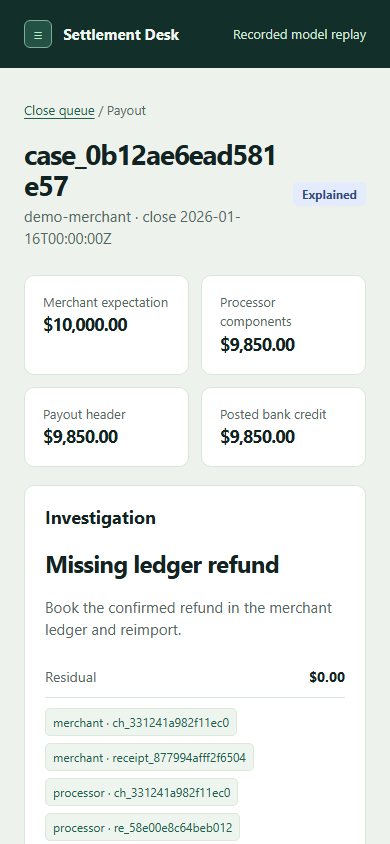 Settlement Desk
Recorded model replay
Close queue / Payout
case_0b12ae6ead581
e57
Explained
demo-merchant · close 2026-01-
16T00:00:00Z
Merchant expectation
$10,000.00
Processor
components
$9,850.00
Payout header
$9,850.00
Posted bank credit
$9,850.00
Investigation
Missing ledger refund
Book the confirmed refund in the merchant
ledger and reimport.
Residual
$0.00
merchant · ch_331241a982f11ec0
merchant · receipt_877994afff2f6504
processor · ch_331241a982f11ec0
processor · re_58e00e8c64beb012